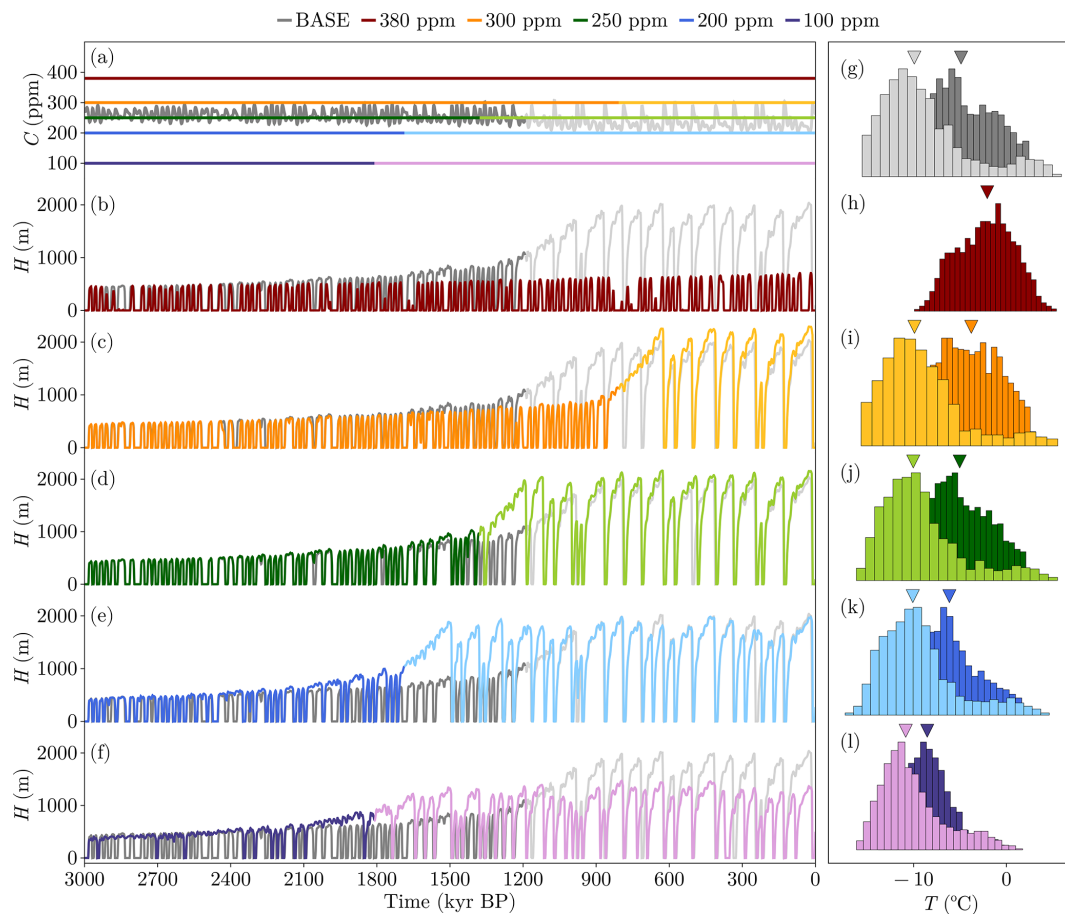 BASE 380 ppm 300 ppm 250 ppm 200 ppm 100 ppm
(a)
400
300
200
100
C (ppm)
(b)
2000
1000
0
H (m)
(c)
2000
1000
0
H (m)
(d)
2000
1000
0
H (m)
(e)
2000
1000
0
H (m)
(f)
2000
1000
0
H (m)
3000 2700 2400 2100 1800 1500 1200 900 600 300 0
Time (kyr BP)
(g)
(h)
(i)
(j)
(k)
(l)
−10 0
T (°C)